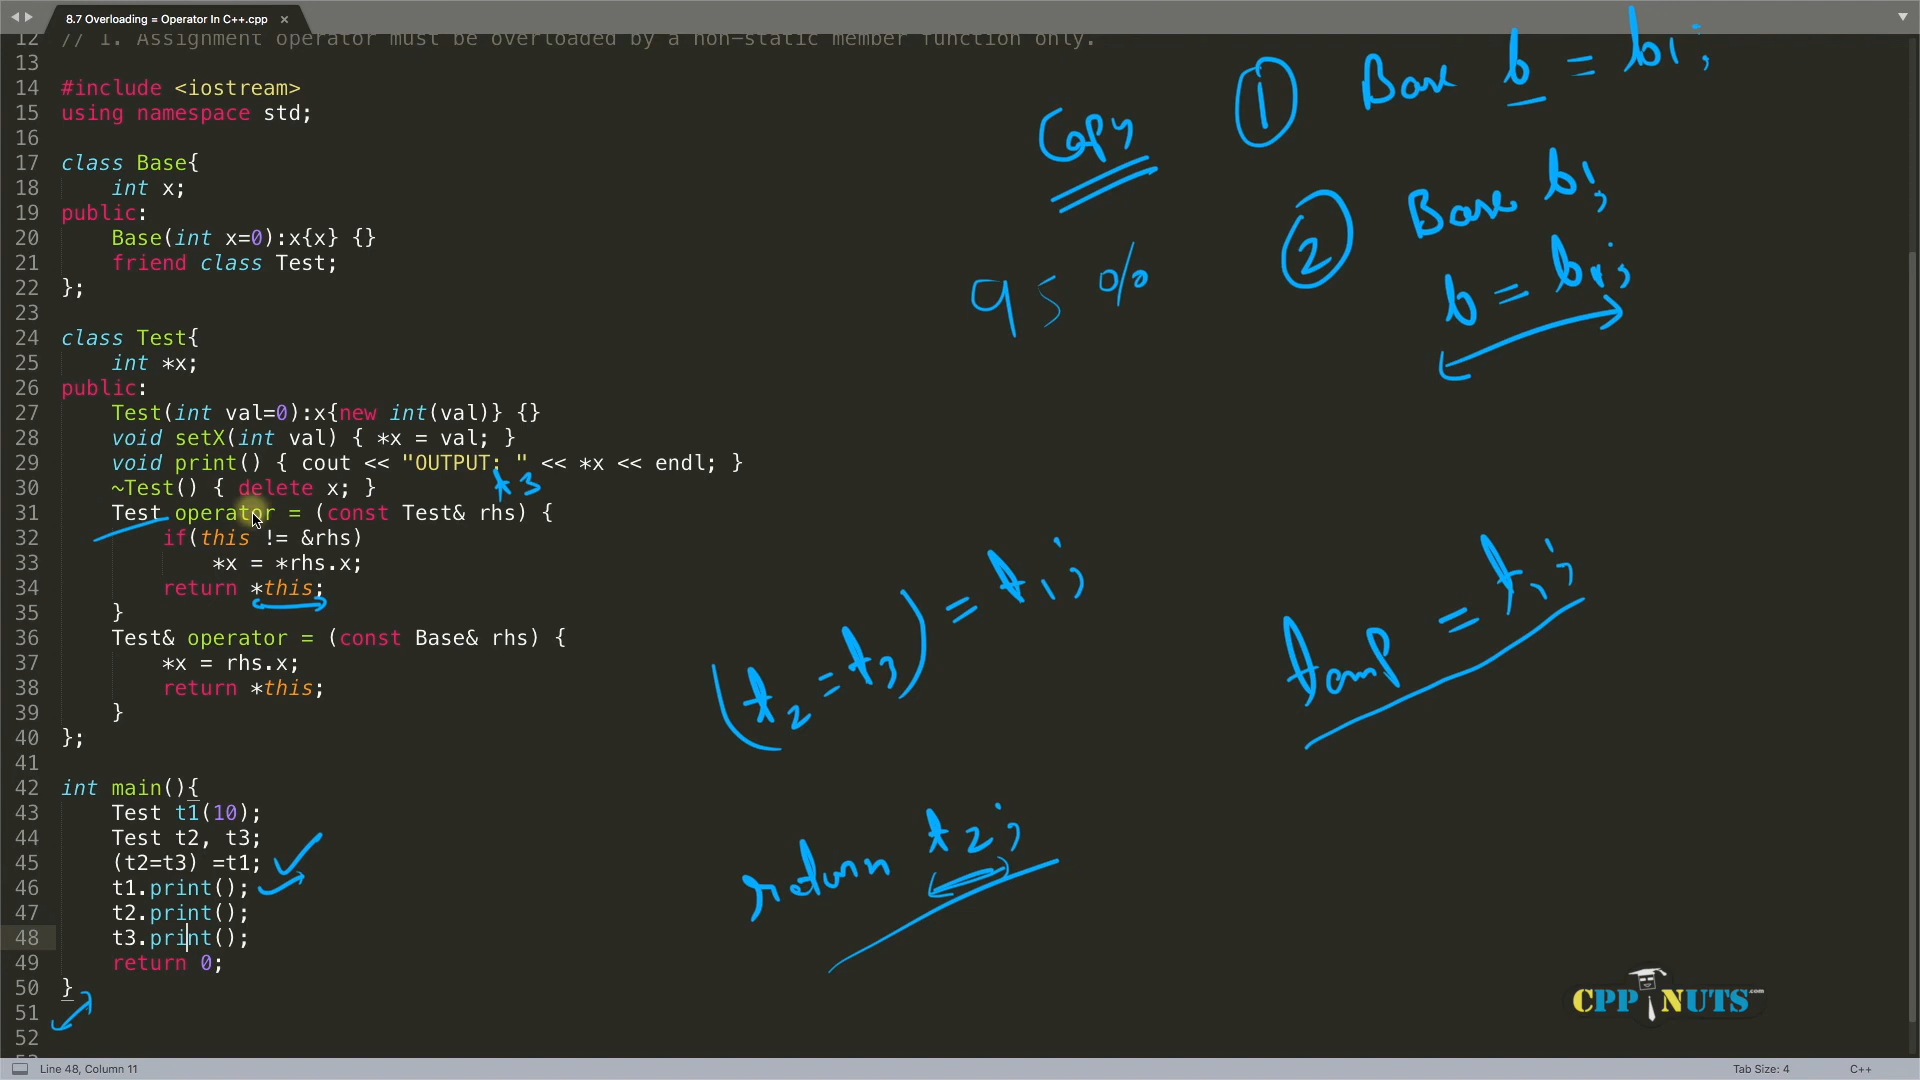 8.7 Overloading = Operator In C++.cpp ×
12 // 1. Assignment operator must be overloaded by a non-static member function only.
13
14 #include <iostream>
15 using namespace std;
16
17 class Base{
18 int x;
19 public:
20 Base(int x=0):x{x} {}
21 friend class Test;
22 };
23
24 class Test{
25 int *x;
26 public:
27 Test(int val=0):x{new int(val)} {}
28 void setX(int val) { *x = val; }
29 void print() { cout << "OUTPUT: " << *x << endl; }
30 ~Test() { delete x; }
31 Test operator = (const Test& rhs) {
32 if(this != &rhs)
33 *x = *rhs.x;
34 return *this;
35 }
36 Test& operator = (const Base& rhs) {
37 *x = rhs.x;
38 return *this;
39 }
40 };
41
42 int main(){
43 Test t1(10);
44 Test t2, t3;
45 (t2=t3) =t1;
46 t1.print();
47 t2.print();
48 t3.print();
49 return 0;
50 }
51
52
Copy
95 %
① Base b = b1;
② Base b;
b = b1;
t3
(t2 = t3) = t1;
temp = t1;
return t2;
CPP NUTS .com
Line 48, Column 11
Tab Size: 4
C++